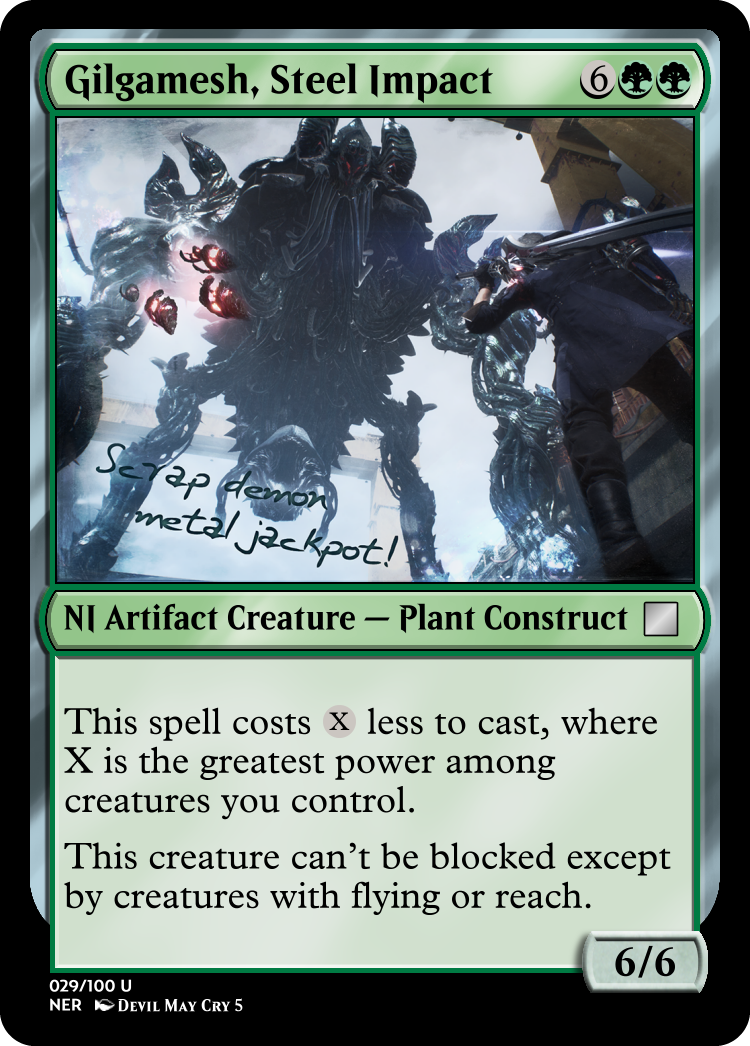 Gilgamesh, Steel Impact 6
Scrap demon
metal jackpot!
NI Artifact Creature — Plant Construct
This spell costs X less to cast, where
X is the greatest power among
creatures you control.
This creature can't be blocked except
by creatures with flying or reach.
6/6
029/100 U
NER Devil May Cry 5